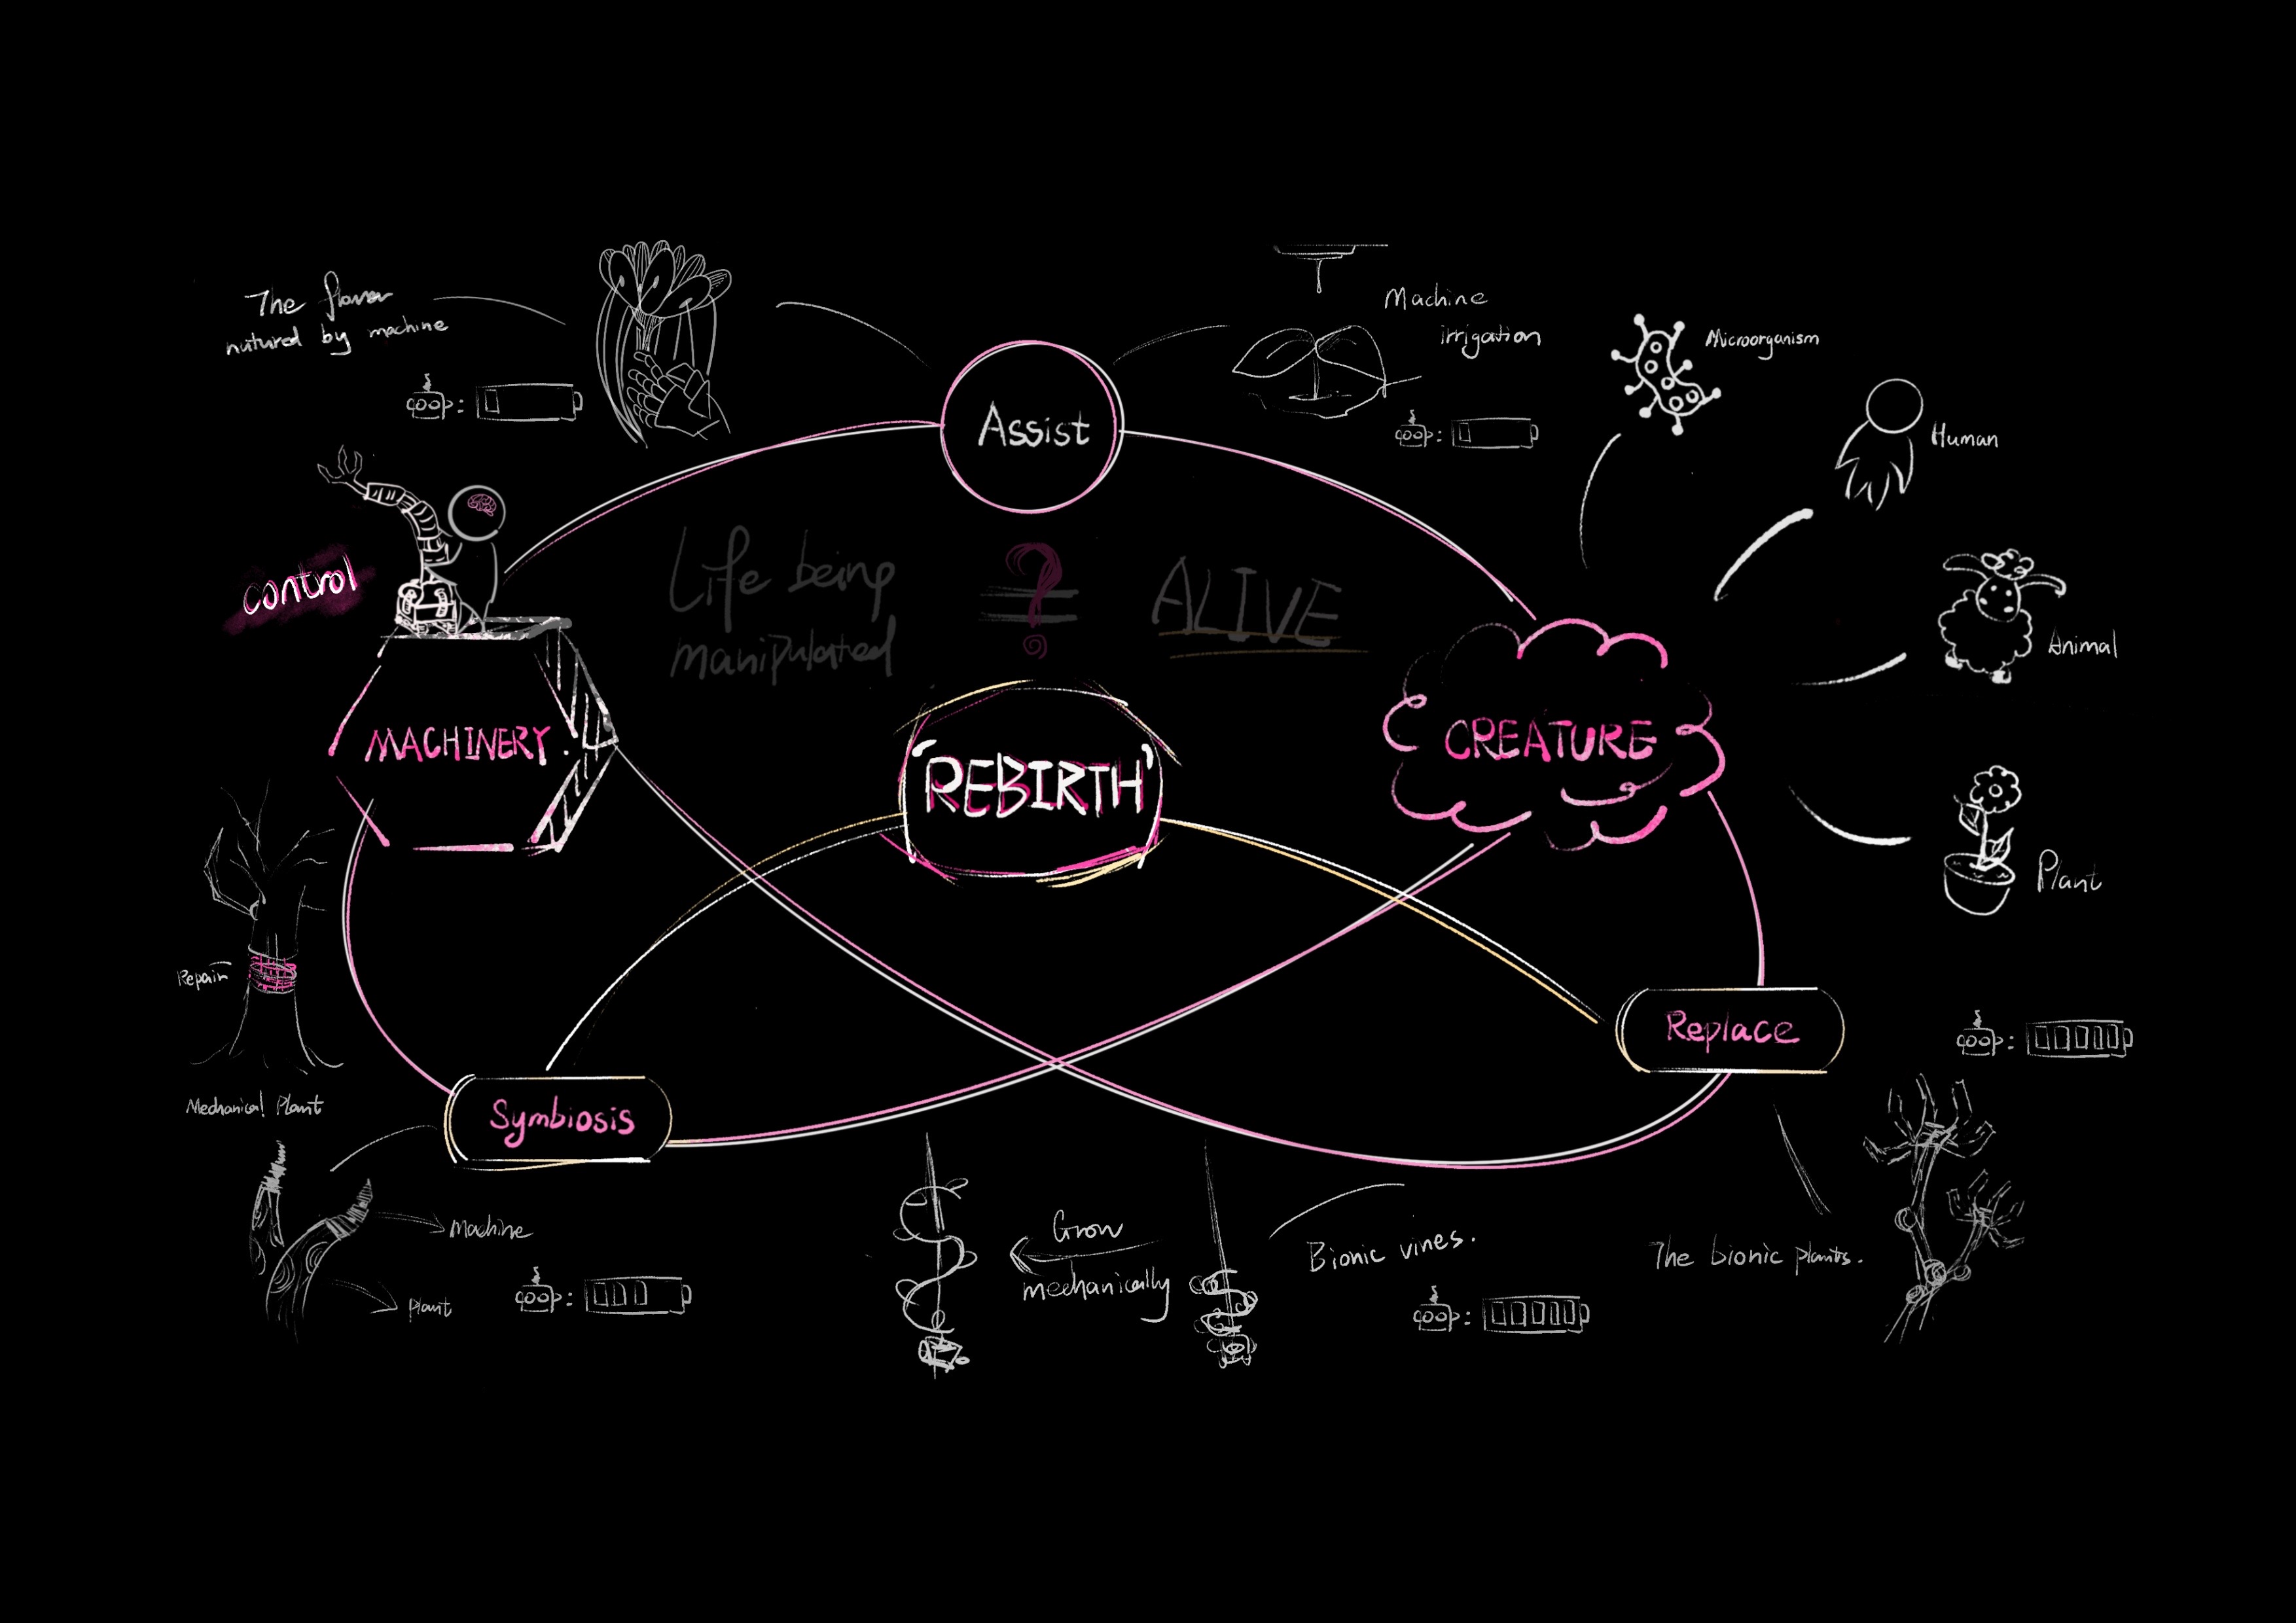 The flower
nutured by machine
Machine
irrigation
Microorganism
Human
Assist
control
Life being
manipulated
?
=
ALIVE
Animal
MACHINERY.
'REBIRTH'
CREATURE
Plant
Repair
Replace
Mechanical Plant
Symbiosis
Machine
Plant
Grow
mechanically
Bionic vines.
The bionic plants.